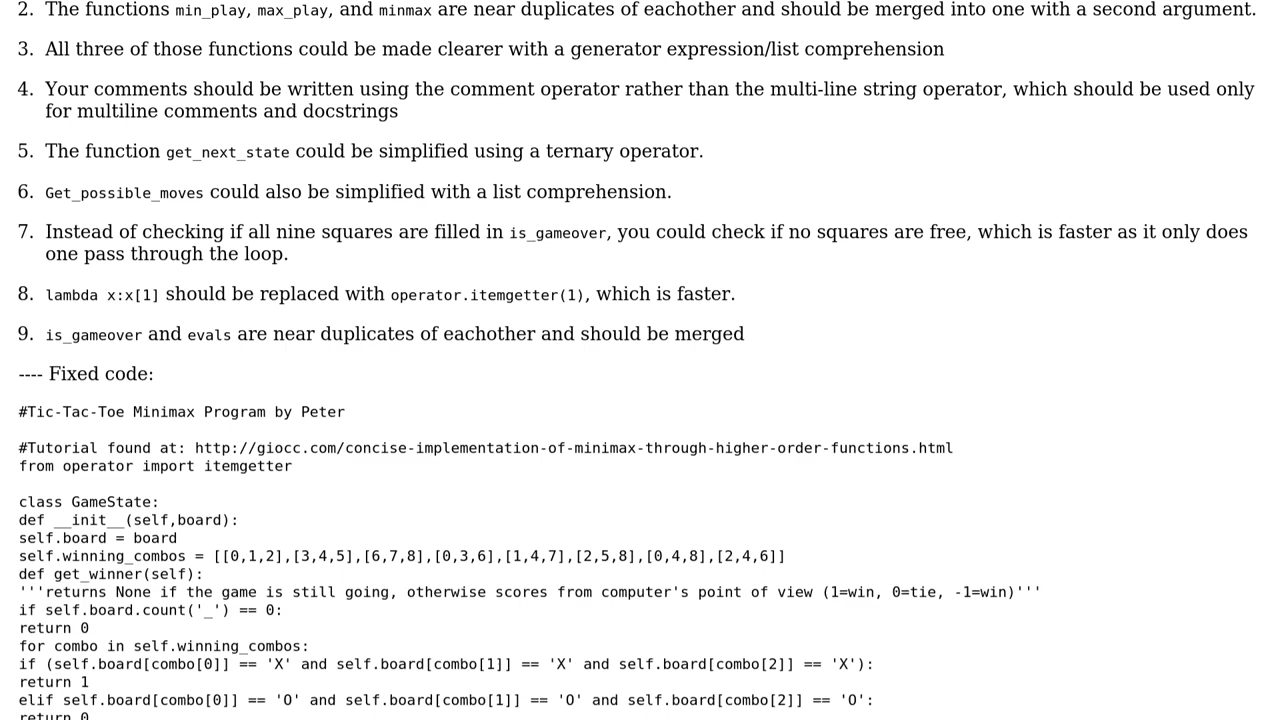 2. The functions min_play, max_play, and minmax are near duplicates of eachother and should be merged into one with a second argument.
3. All three of those functions could be made clearer with a generator expression/list comprehension
4. Your comments should be written using the comment operator rather than the multi-line string operator, which should be used only
for multiline comments and docstrings
5. The function get_next_state could be simplified using a ternary operator.
6. Get_possible_moves could also be simplified with a list comprehension.
7. Instead of checking if all nine squares are filled in is_gameover, you could check if no squares are free, which is faster as it only does
one pass through the loop.
8. lambda x:x[1] should be replaced with operator.itemgetter(1), which is faster.
9. is_gameover and evals are near duplicates of eachother and should be merged
---- Fixed code:
#Tic-Tac-Toe Minimax Program by Peter
#Tutorial found at: http://giocc.com/concise-implementation-of-minimax-through-higher-order-functions.html
from operator import itemgetter
class GameState:
def __init__(self,board):
self.board = board
self.winning_combos = [[0,1,2],[3,4,5],[6,7,8],[0,3,6],[1,4,7],[2,5,8],[0,4,8],[2,4,6]]
def get_winner(self):
'''returns None if the game is still going, otherwise scores from computer's point of view (1=win, 0=tie, -1=win)'''
if self.board.count('_') == 0:
return 0
for combo in self.winning_combos:
if (self.board[combo[0]] == 'X' and self.board[combo[1]] == 'X' and self.board[combo[2]] == 'X'):
return 1
elif self.board[combo[0]] == 'O' and self.board[combo[1]] == 'O' and self.board[combo[2]] == 'O':
return 0